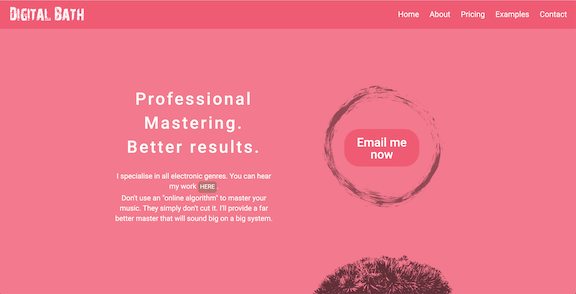 DIGITAL BATH
Home About Pricing Examples Contact
Professional
Mastering.
Better results.
I specialise in all electronic genres. You can hear
my work HERE.
Don't use an "online algorithm" to master your
music. They simply don't cut it. I'll provide a far
better master that will sound big on a big system.
Email me
now